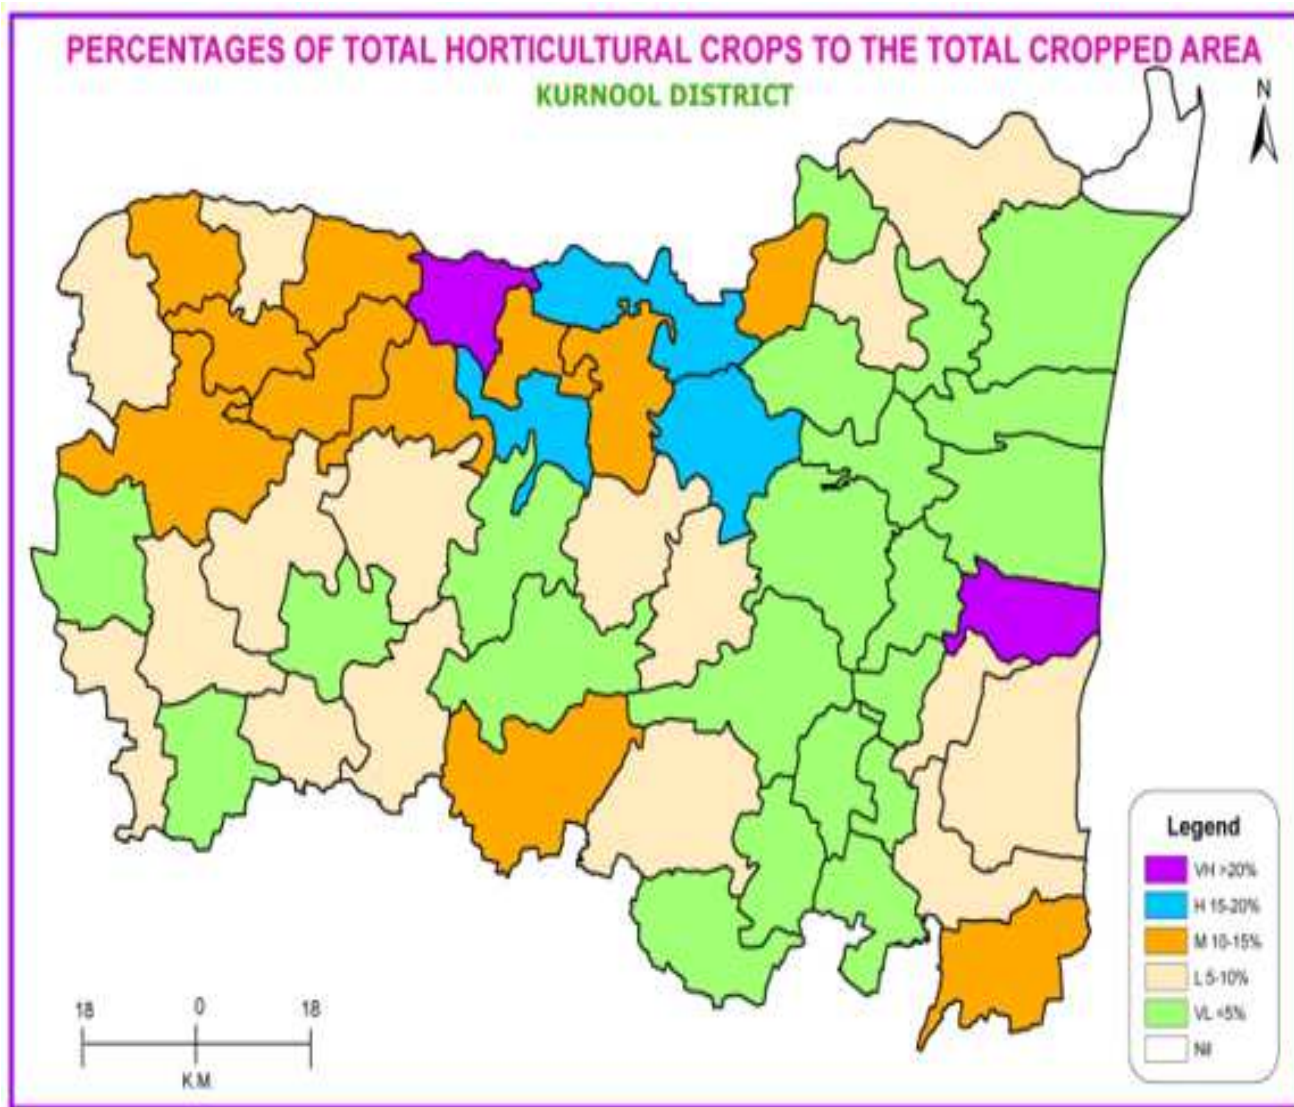 PERCENTAGES OF TOTAL HORTICULTURAL CROPS TO THE TOTAL CROPPED AREA
KURNOOL DISTRICT
N
Legend
VH >20%
H 15-20%
M 10-15%
L 5-10%
VL <5%
Nil
18 0 18
K.M.